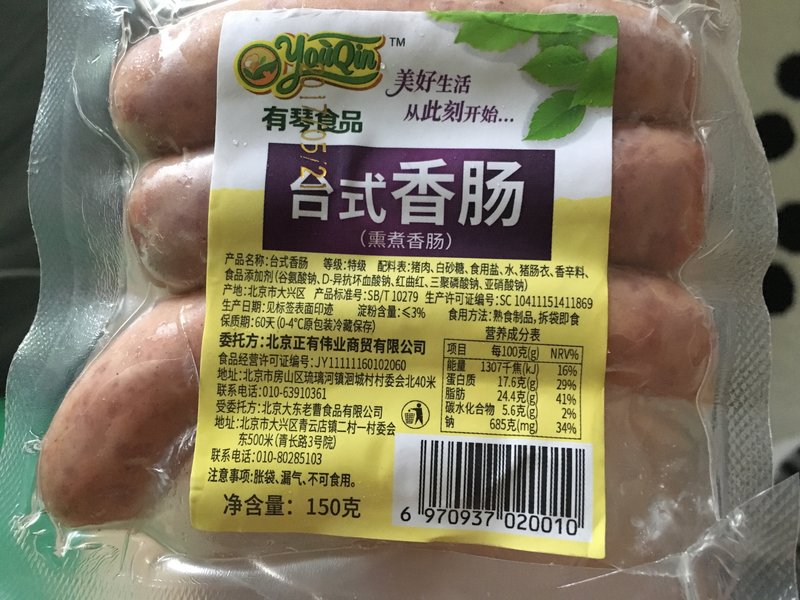 YouQin TM
有琴食品
美好生活
从此刻开始...
台式香肠
(熏煮香肠)
产品名称:台式香肠 等级:特级 配料表:猪肉、白砂糖、食用盐、水、猪肠衣、香辛料、
食品添加剂(谷氨酸钠、D-异抗坏血酸钠、红曲红、三聚磷酸钠、亚硝酸钠)
产地:北京市大兴区 产品标准号:SB/T 10279 生产许可证编号:SC 10411151411869
生产日期:见标签表面印迹 淀粉含量:≤3% 食用方法:熟食制品,拆袋即食
保质期:60天(0-4℃原包装冷藏保存)
委托方:北京正有伟业商贸有限公司
食品经营许可证编号:JY11111160102060
地址:北京市房山区琉璃河镇洄城村村委会北40米
联系电话:010-63910361
受委托方:北京大东老曹食品有限公司
地址:北京市大兴区青云店镇二村一村委会
东500米(菁长路3号院)
联系电话:010-80285103
注意事项:胀袋、漏气、不可食用。
净含量: 150克
营养成分表
项目 每100克(g) NRV%
能量 1307千焦(kJ) 16%
蛋白质 17.6克(g) 29%
脂肪 24.4克(g) 41%
碳水化合物 5.6克(g) 2%
钠 685克(mg) 34%
6 970937 020010